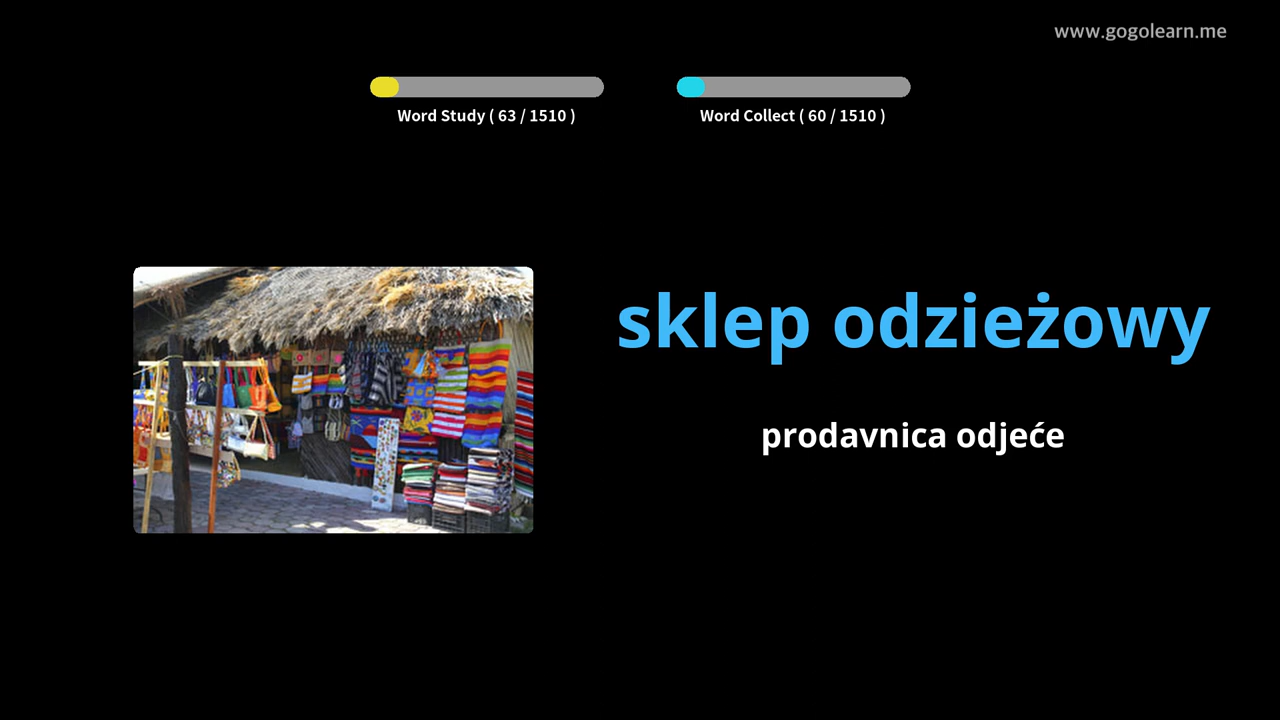 www.gogolearn.me
Word Study ( 63 / 1510 )
Word Collect ( 60 / 1510 )
sklep odzieżowy
prodavnica odjeće